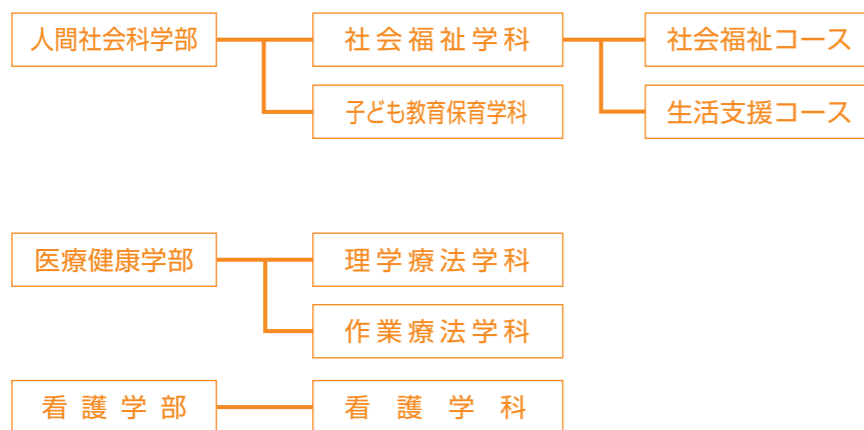 人間社会科学部 社会福祉学科 社会福祉コース
子ども教育保育学科 生活支援コース
医療健康学部 理学療法学科
作業療法学科
看護学部 看護学科